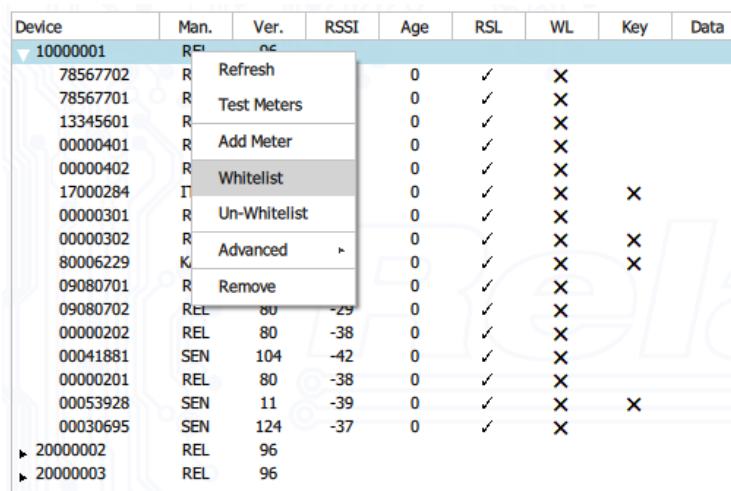 Device Man. Ver. RSSI Age RSL WL Key Data
10000001 REL 96
78567702 R 0 ✓ ✕
78567701 R 0 ✓ ✕
13345601 R 0 ✓ ✕
00000401 R 0 ✓ ✕
00000402 R 0 ✓ ✕
17000284 IT 0 ✓ ✕ ✕
00000301 R 0 ✓ ✕
00000302 R 0 ✓ ✕ ✕
80006229 KA 0 ✓ ✕ ✕
09080701 R 0 ✓ ✕
09080702 REL 80 -29 0 ✓ ✕
00000202 REL 80 -38 0 ✓ ✕
00041881 SEN 104 -42 0 ✓ ✕
00000201 REL 80 -38 0 ✓ ✕
00053928 SEN 11 -39 0 ✓ ✕ ✕
00030695 SEN 124 -37 0 ✓ ✕
20000002 REL 96
20000003 REL 96
Refresh
Test Meters
Add Meter
Whitelist
Un-Whitelist
Advanced
Remove